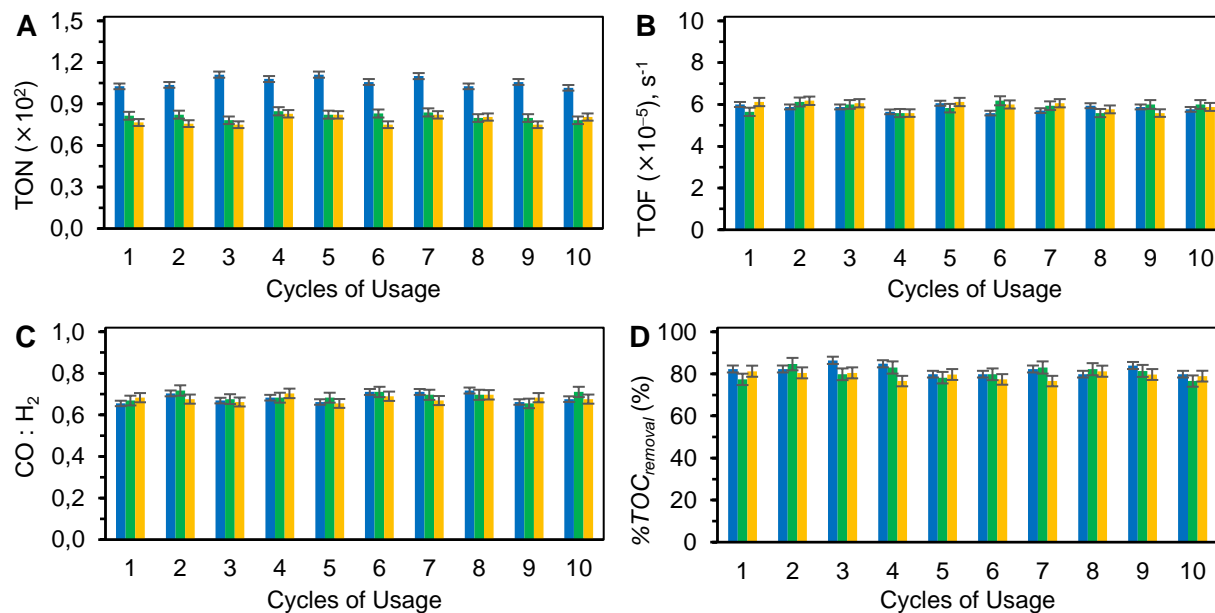 A
TON (×10²)
1,5
1,2
0,9
0,6
0,3
0,0
1 2 3 4 5 6 7 8 9 10
Cycles of Usage
B
TOF (×10⁻⁵), s⁻¹
10
8
6
4
2
0
1 2 3 4 5 6 7 8 9 10
Cycles of Usage
C
CO : H₂
1,0
0,8
0,6
0,4
0,2
0,0
1 2 3 4 5 6 7 8 9 10
Cycles of Usage
D
%TOCremoval (%)
100
80
60
40
20
0
1 2 3 4 5 6 7 8 9 10
Cycles of Usage